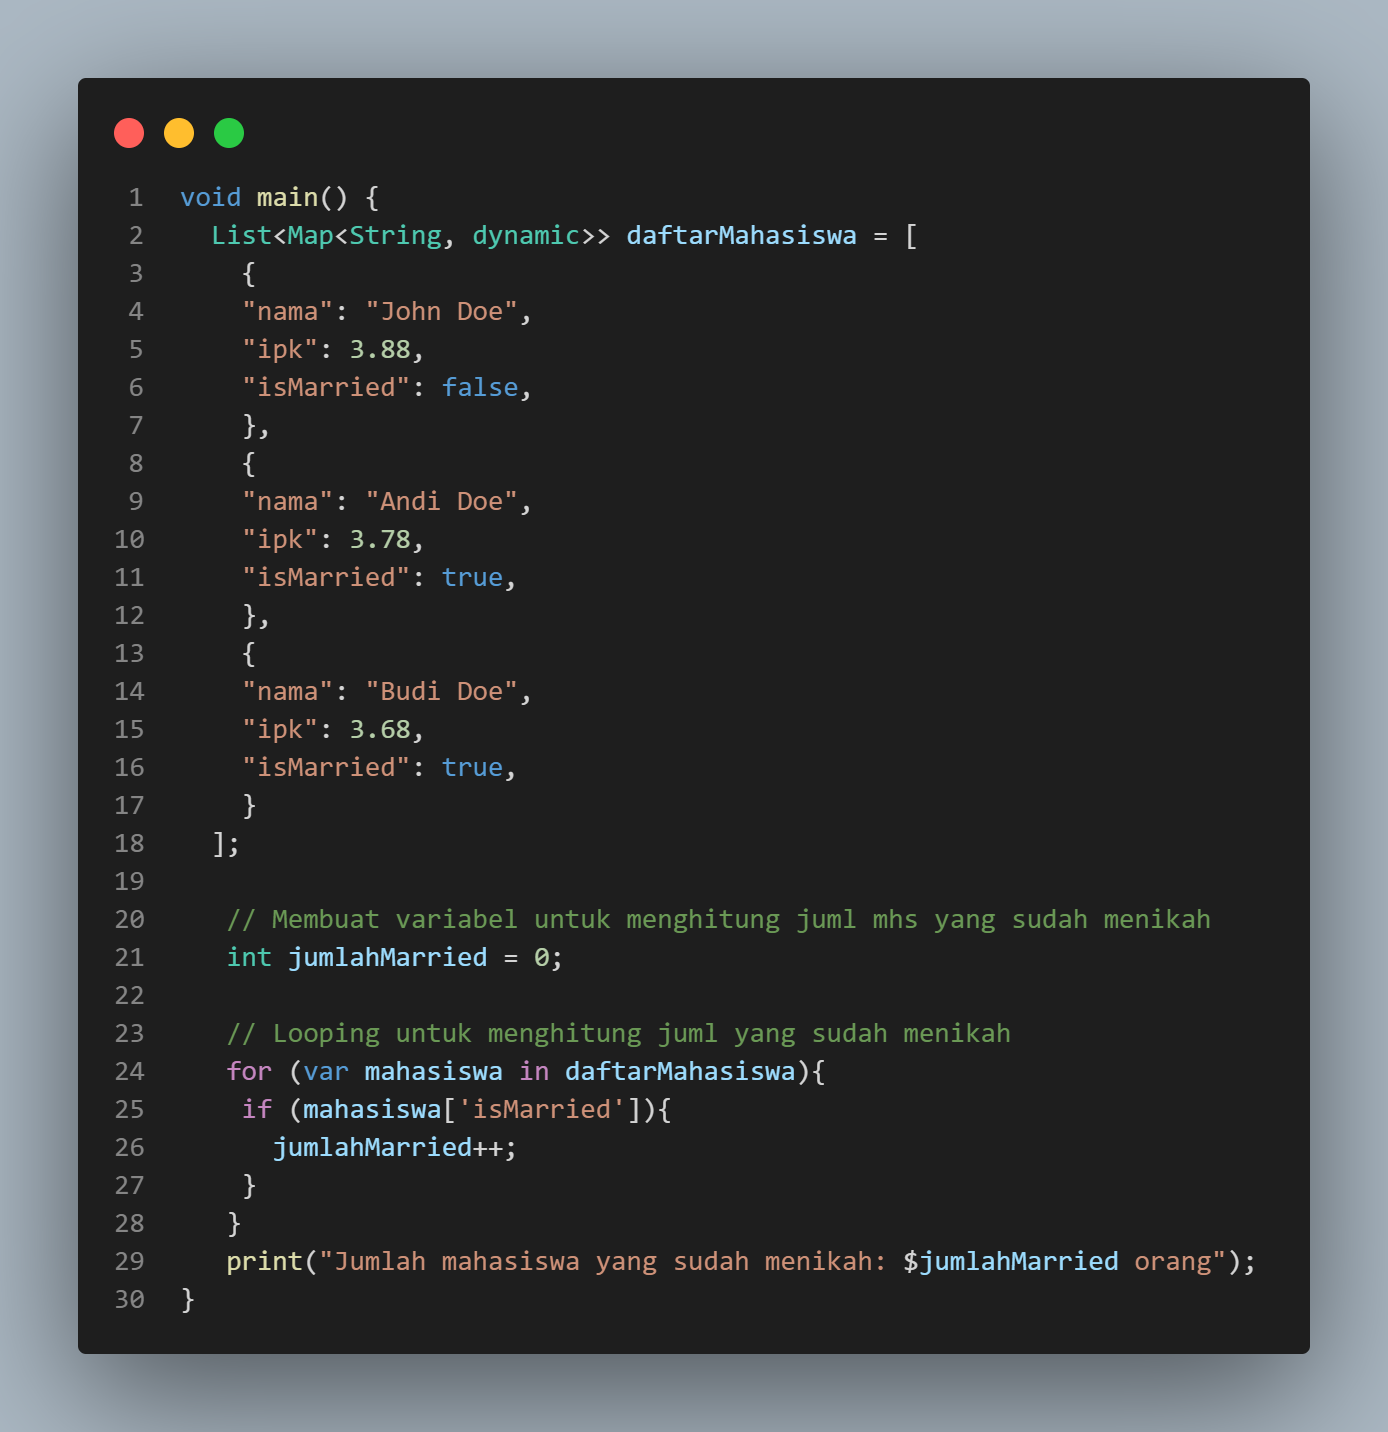 1 void main() {
2 List<Map<String, dynamic>> daftarMahasiswa = [
3 {
4 "nama": "John Doe",
5 "ipk": 3.88,
6 "isMarried": false,
7 },
8 {
9 "nama": "Andi Doe",
10 "ipk": 3.78,
11 "isMarried": true,
12 },
13 {
14 "nama": "Budi Doe",
15 "ipk": 3.68,
16 "isMarried": true,
17 }
18 ];
19
20 // Membuat variabel untuk menghitung juml mhs yang sudah menikah
21 int jumlahMarried = 0;
22
23 // Looping untuk menghitung juml yang sudah menikah
24 for (var mahasiswa in daftarMahasiswa){
25 if (mahasiswa['isMarried']){
26 jumlahMarried++;
27 }
28 }
29 print("Jumlah mahasiswa yang sudah menikah: $jumlahMarried orang");
30 }